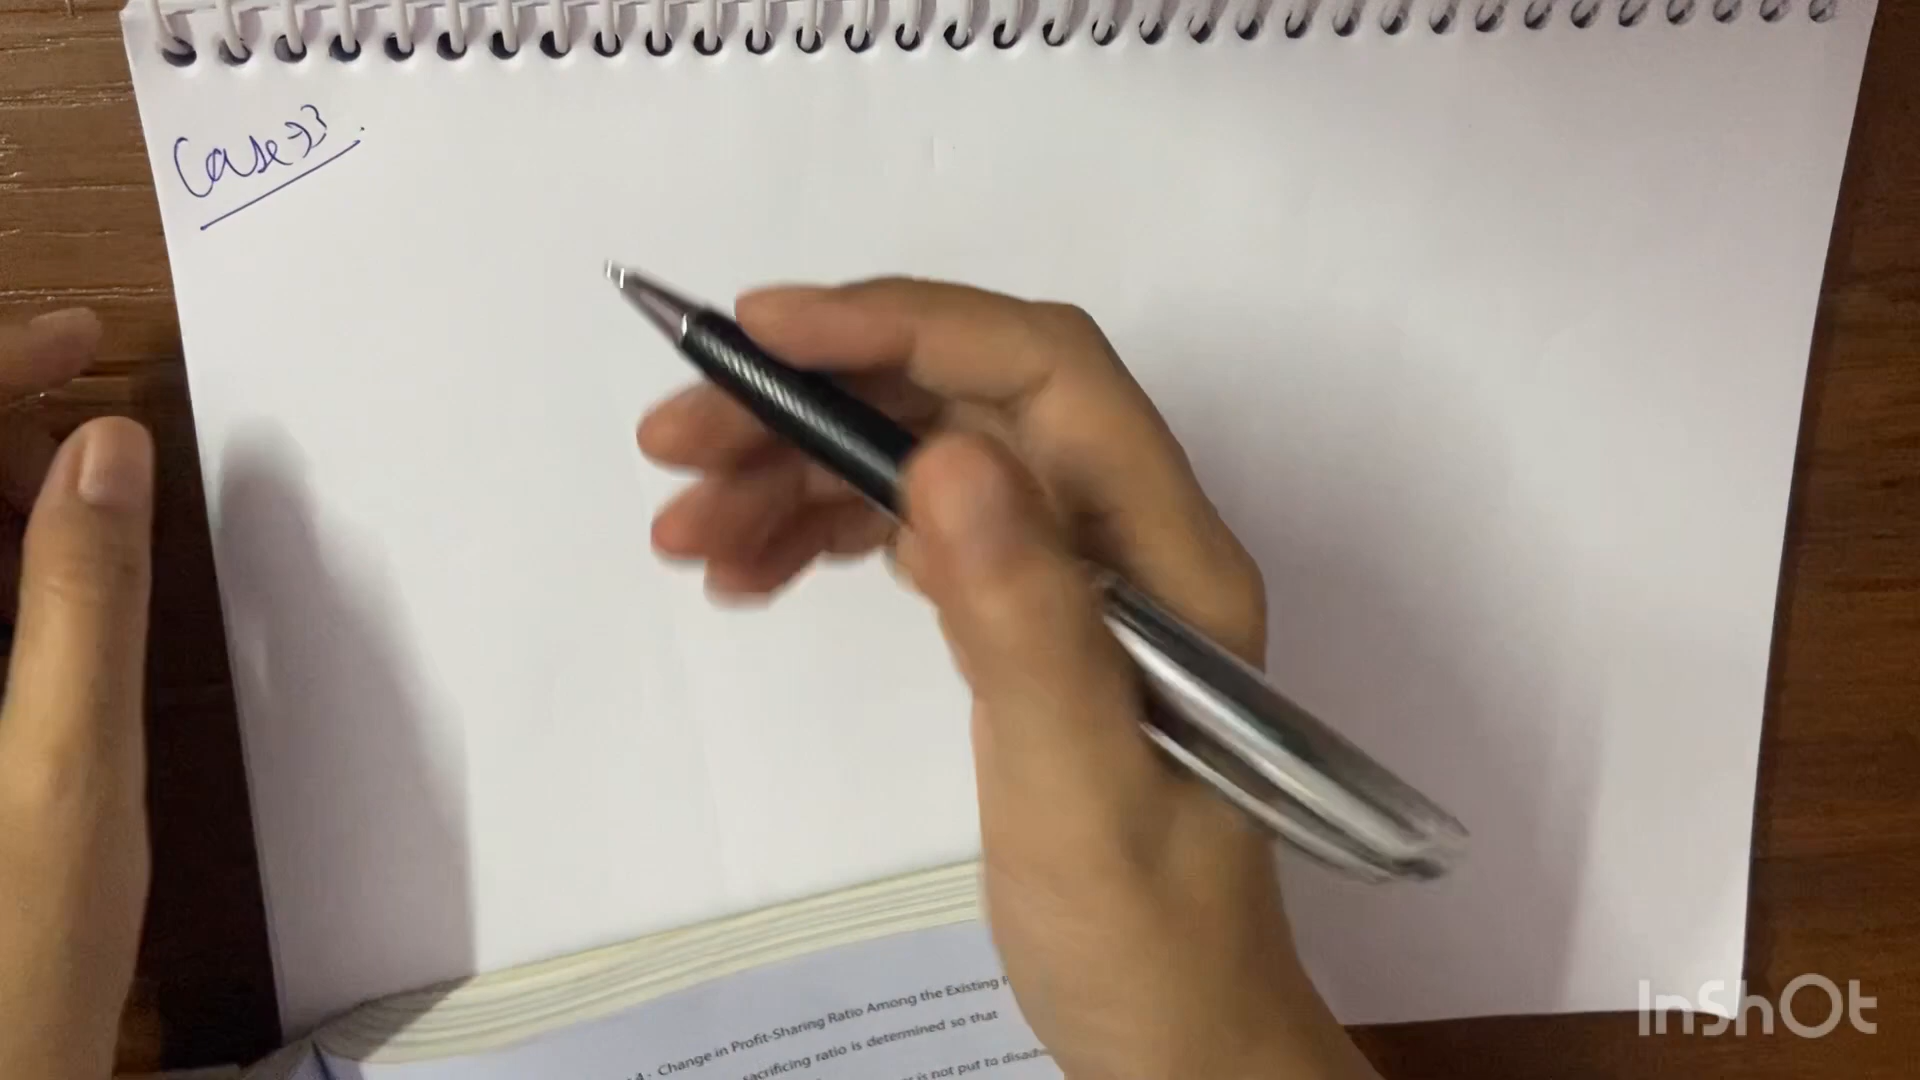 Case 3
4 : Change in Profit-Sharing Ratio Among the Existing
sacrificing ratio is determined so that
is not put to
InShOt